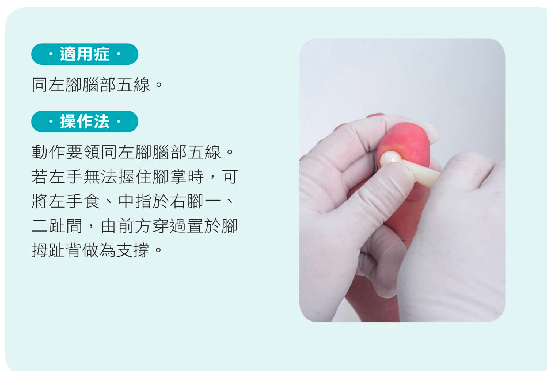 ·適用症·
同左腳腦部五線。
·操作法·
動作要領同左腳腦部五線。
若左手無法握住腳掌時，可
將左手食、中指於右腳一、
二趾間，由前方穿過置於腳
拇趾背做為支撐。